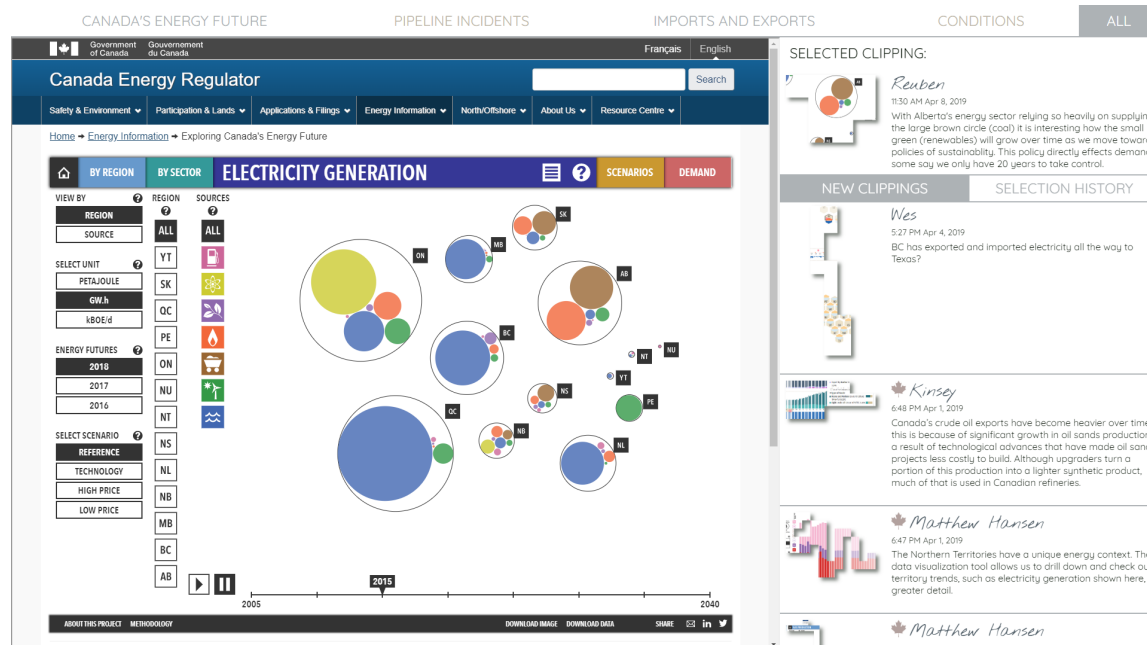 CANADA'S ENERGY FUTURE
PIPELINE INCIDENTS
IMPORTS AND EXPORTS
CONDITIONS
ALL
Government of Canada
Gouvernement du Canada
Français English
Canada Energy Regulator
Search
Safety & Environment
Participation & Lands
Applications & Filings
Energy Information
North/Offshore
About Us
Resource Centre
Home → Energy Information → Exploring Canada's Energy Future
BY REGION
BY SECTOR
ELECTRICITY GENERATION
?
SCENARIOS
DEMAND
VIEW BY ?
REGION
SOURCE
SELECT UNIT ?
PETAJOULE
GW.h
kBOE/d
ENERGY FUTURES ?
2018
2017
2016
SELECT SCENARIO ?
REFERENCE
TECHNOLOGY
HIGH PRICE
LOW PRICE
REGION
?
ALL
YT
SK
QC
PE
ON
NU
NT
NS
NL
NB
MB
BC
AB
SOURCES
?
ALL
SK
MB
ON
AB
BC
NU
NT
YT
NS
PE
QC
NB
NL
2015
2005
2040
ABOUT THIS PROJECT
METHODOLOGY
DOWNLOAD IMAGE
DOWNLOAD DATA
SHARE
in
SELECTED CLIPPING:
Reuben
11:30 AM Apr 8, 2019
With Alberta's energy sector relying so heavily on supplyin
the large brown circle (coal) it is interesting how the small
green (renewables) will grow over time as we move towar
policies of sustainablity. This policy directly effects deman
some say we only have 20 years to take control.
NEW CLIPPINGS
SELECTION HISTORY
Wes
5:27 PM Apr 4, 2019
BC has exported and imported electricity all the way to
Texas?
Kinsey
6:48 PM Apr 1, 2019
Canada's crude oil exports have become heavier over time
this is because of significant growth in oil sands production
a result of technological advances that have made oil sand
projects less costly to build. Although upgraders turn a
portion of this production into a lighter synthetic product,
much of that is used in Canadian refineries.
Matthew Hansen
6:47 PM Apr 1, 2019
The Northern Territories have a unique energy context. The
data visualization tool allows us to drill down and check ou
territory trends, such as electricity generation shown here,
greater detail.
Matthew Hansen